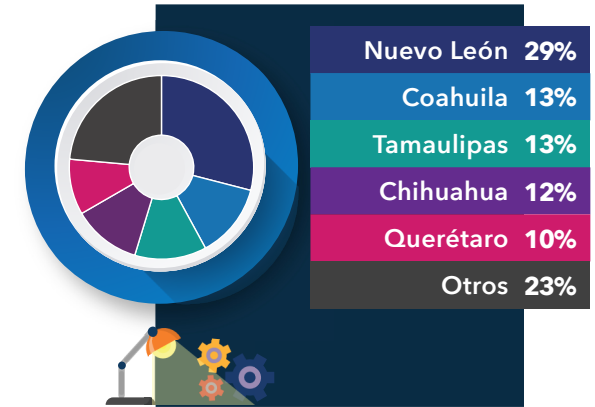 Nuevo León 29%
Coahuila 13%
Tamaulipas 13%
Chihuahua 12%
Querétaro 10%
Otros 23%